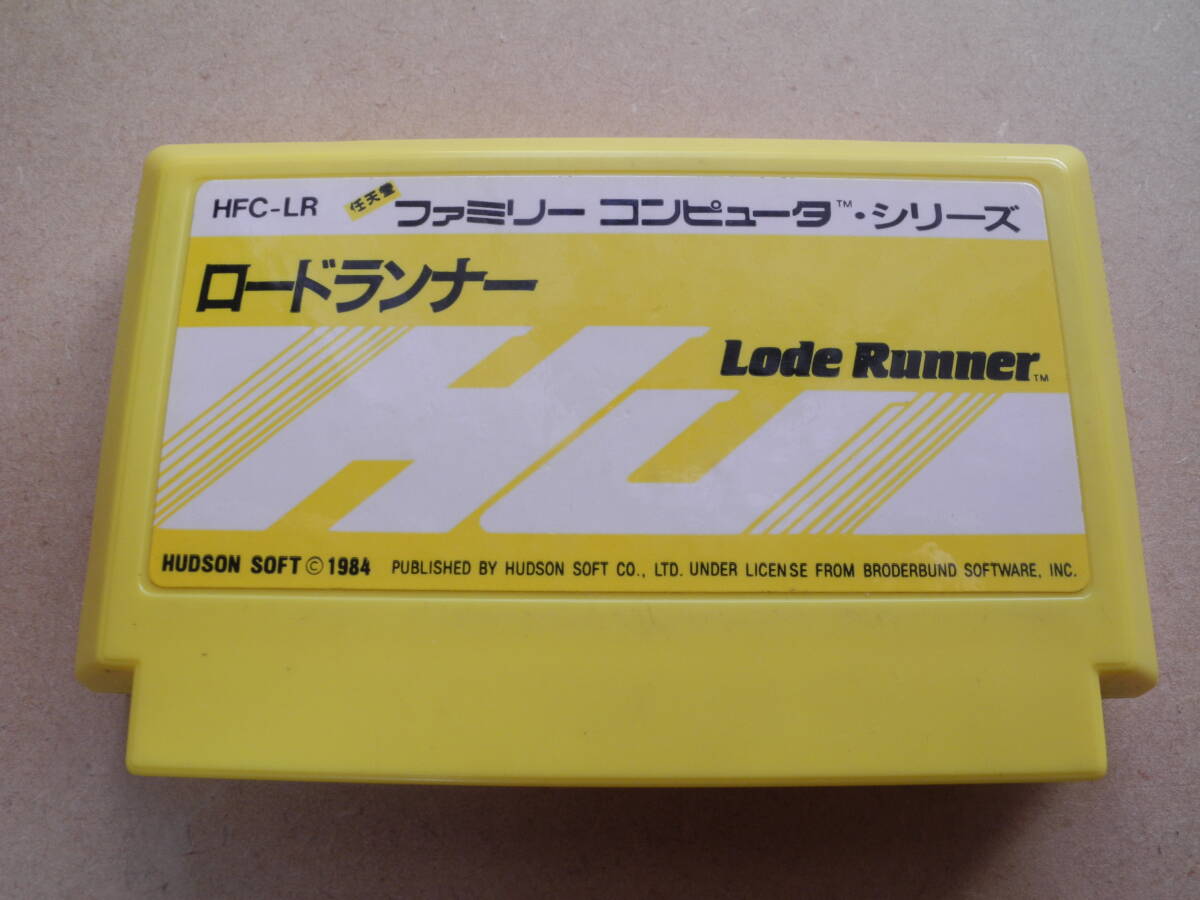 HFC-LR 任天堂 ファミリー コンピュータ™・シリーズ
ロードランナー
Lode Runner™
HU
HUDSON SOFT © 1984 PUBLISHED BY HUDSON SOFT CO., LTD. UNDER LICENSE FROM BRODERBUND SOFTWARE, INC.